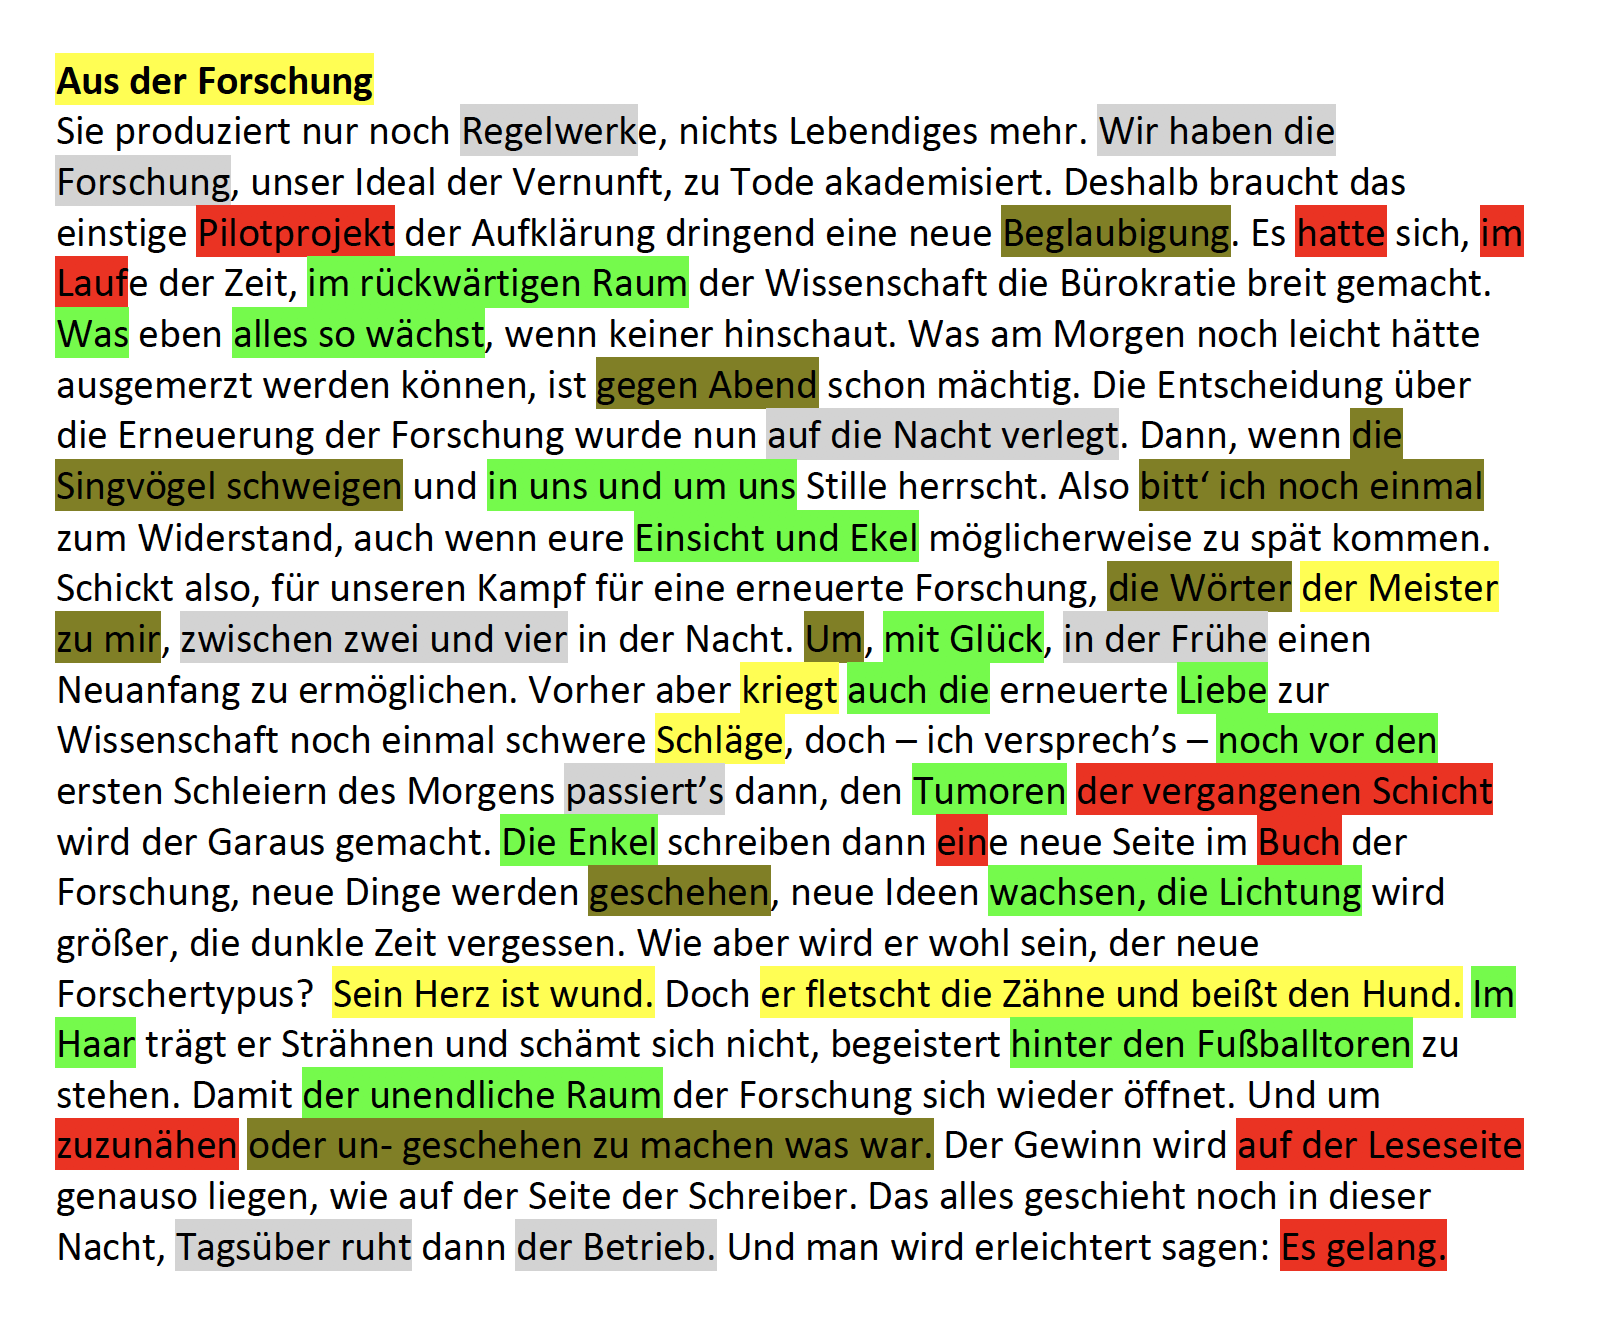 Aus der Forschung
Sie produziert nur noch Regelwerke, nichts Lebendiges mehr. Wir haben die
Forschung, unser Ideal der Vernunft, zu Tode akademisiert. Deshalb braucht das
einstige Pilotprojekt der Aufklärung dringend eine neue Beglaubigung. Es hatte sich, im
Laufe der Zeit, im rückwärtigen Raum der Wissenschaft die Bürokratie breit gemacht.
Was eben alles so wächst, wenn keiner hinschaut. Was am Morgen noch leicht hätte
ausgemerzt werden können, ist gegen Abend schon mächtig. Die Entscheidung über
die Erneuerung der Forschung wurde nun auf die Nacht verlegt. Dann, wenn die
Singvögel schweigen und in uns und um uns Stille herrscht. Also bitt‘ ich noch einmal
zum Widerstand, auch wenn eure Einsicht und Ekel möglicherweise zu spät kommen.
Schickt also, für unseren Kampf für eine erneuerte Forschung, die Wörter der Meister
zu mir, zwischen zwei und vier in der Nacht. Um, mit Glück, in der Frühe einen
Neuanfang zu ermöglichen. Vorher aber kriegt auch die erneuerte Liebe zur
Wissenschaft noch einmal schwere Schläge, doch – ich versprech’s – noch vor den
ersten Schleiern des Morgens passiert’s dann, den Tumoren der vergangenen Schicht
wird der Garaus gemacht. Die Enkel schreiben dann eine neue Seite im Buch der
Forschung, neue Dinge werden geschehen, neue Ideen wachsen, die Lichtung wird
größer, die dunkle Zeit vergessen. Wie aber wird er wohl sein, der neue
Forschertypus? Sein Herz ist wund. Doch er fletscht die Zähne und beißt den Hund. Im
Haar trägt er Strähnen und schämt sich nicht, begeistert hinter den Fußballtoren zu
stehen. Damit der unendliche Raum der Forschung sich wieder öffnet. Und um
zuzunähen oder un- geschehen zu machen was war. Der Gewinn wird auf der Leseseite
genauso liegen, wie auf der Seite der Schreiber. Das alles geschieht noch in dieser
Nacht, Tagsüber ruht dann der Betrieb. Und man wird erleichtert sagen: Es gelang.